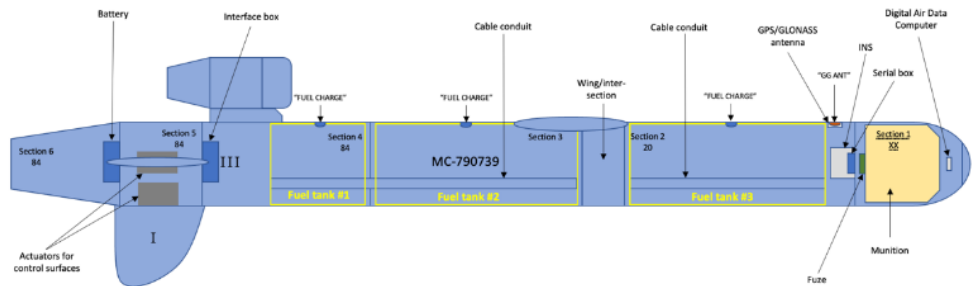 Battery
Interface box
Cable conduit
Cable conduit
GPS/GLONASS
antenna
Digital Air Data
Computer
INS
Serial box
"FUEL CHARGE"
"FUEL CHARGE"
Wing/inter-
section
"FUEL CHARGE"
"GG ANT"
Section 6
84
Section 5
84
III
Section 4
84
Section 3
MC-790739
Section 2
20
Section 1
XX
Fuel tank #1
Fuel tank #2
Fuel tank #3
I
Actuators for
control surfaces
Munition
Fuze